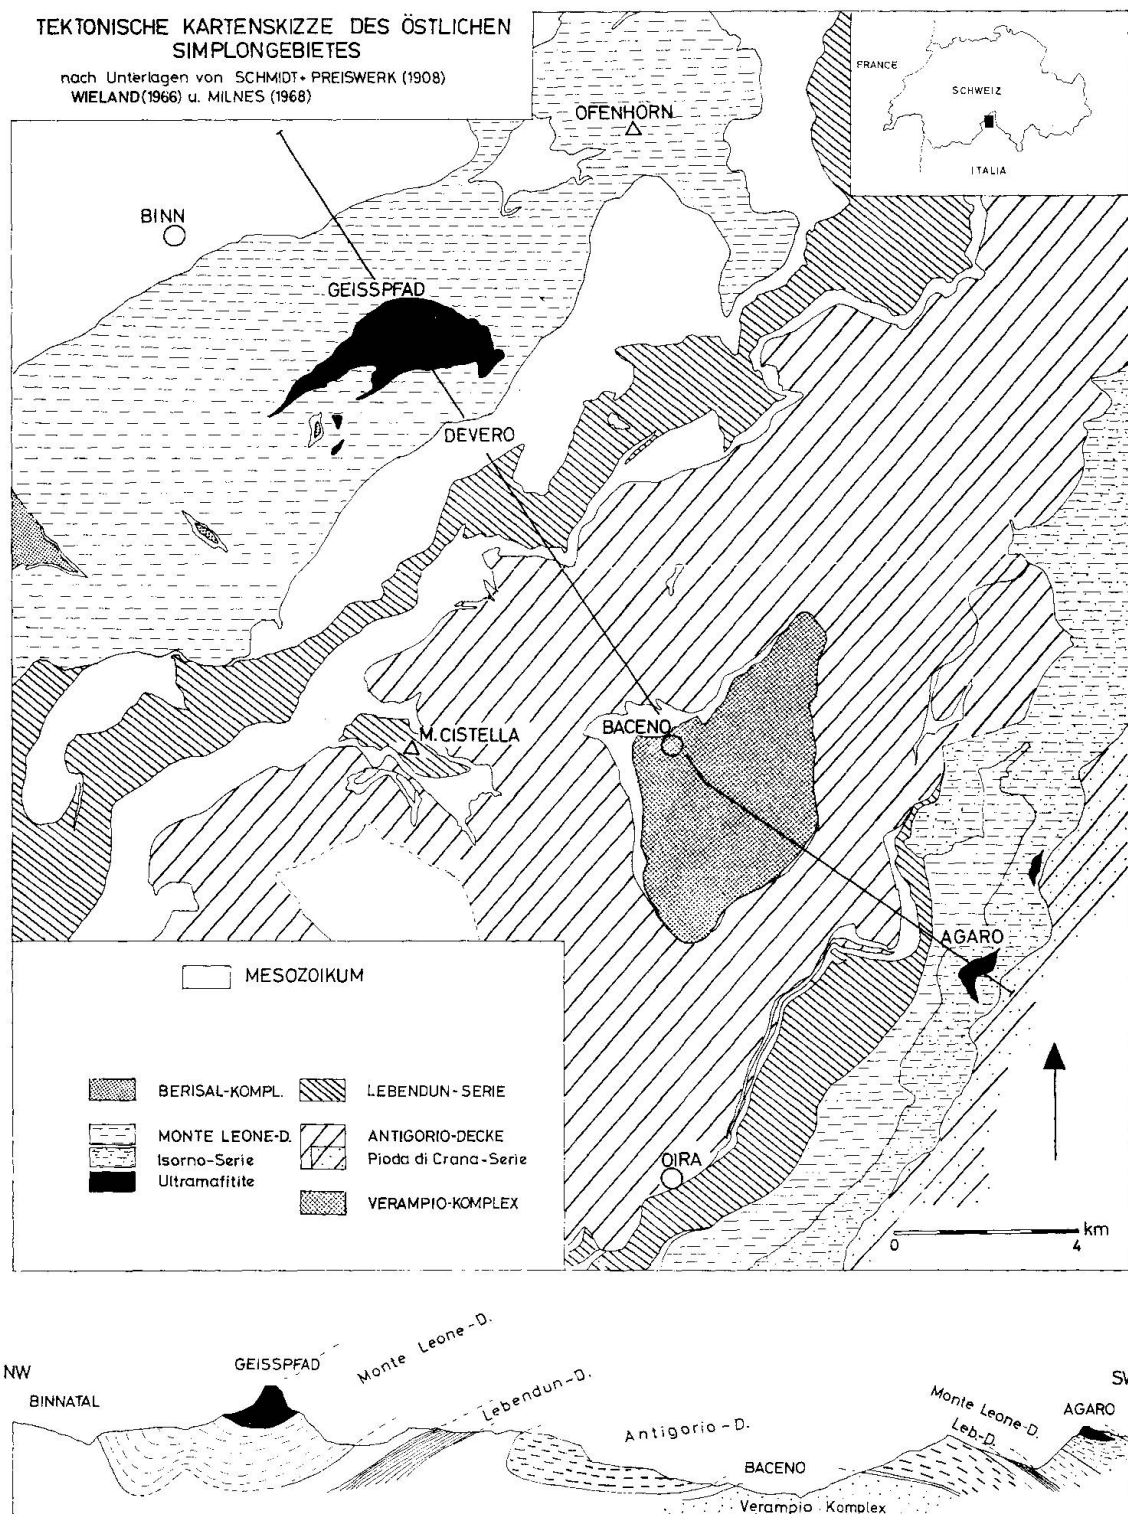 TEKTONISCHE KARTENSKIZZE DES ÖSTLICHEN
SIMPLONGEBIETES
nach Unterlagen von SCHMIDT + PREISWERK (1908)
WIELAND (1966) u. MILNES (1968)
FRANCE
SCHWEIZ
ITALIA
OFENHORN
BINN
GEISSPFAD
DEVERO
M. CISTELLA
BACENO
AGARO
OIRA
MESOZOIKUM
BERISAL-KOMPL.
LEBENDUN-SERIE
MONTE LEONE-D.
Isorno-Serie
Ultramafitite
ANTIGORIO-DECKE
Pioda di Crana-Serie
VERAMPIO-KOMPLEX
0 4 km
NW
BINNATAL
GEISSPFAD
Monte Leone-D.
Lebendun-D.
Antigorio-D.
BACENO
Verampio Komplex
Monte Leone-D.
Leb.-D.
AGARO